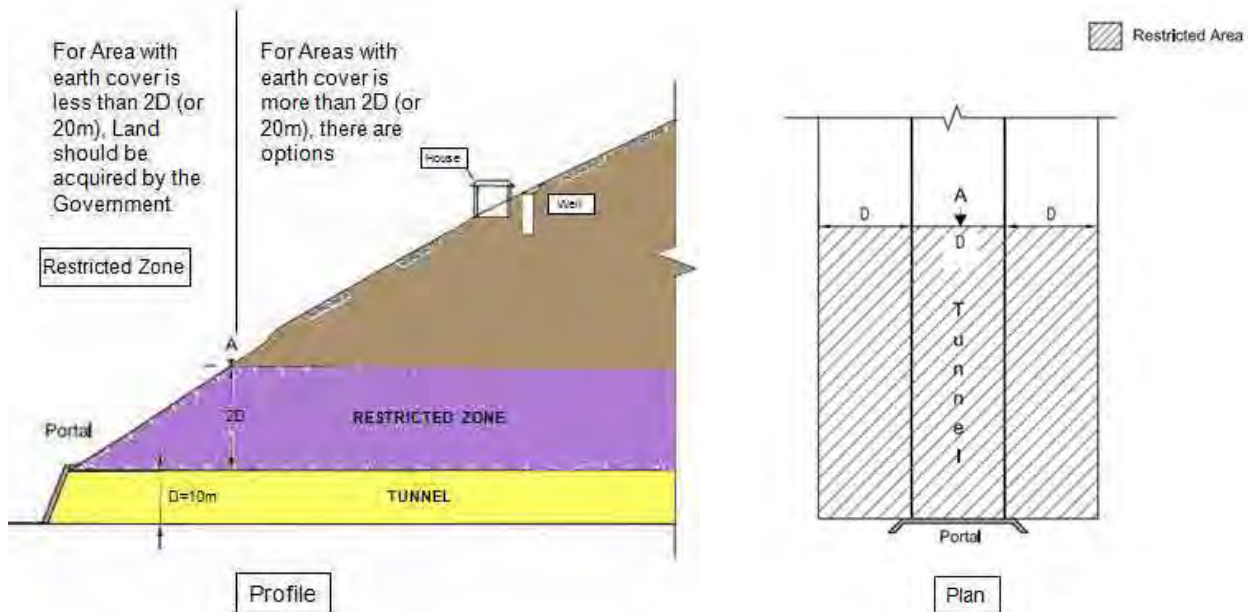 For Area with
earth cover is
less than 2D (or
20m), Land
should be
acquired by the
Government
For Areas with
earth cover is
more than 2D (or
20m), there are
options
Restricted Zone
House
Well
A
2D
RESTRICTED ZONE
Portal
D=10m
TUNNEL
Profile
Restricted Area
A
D
D
D
Tunnel
Portal
Plan